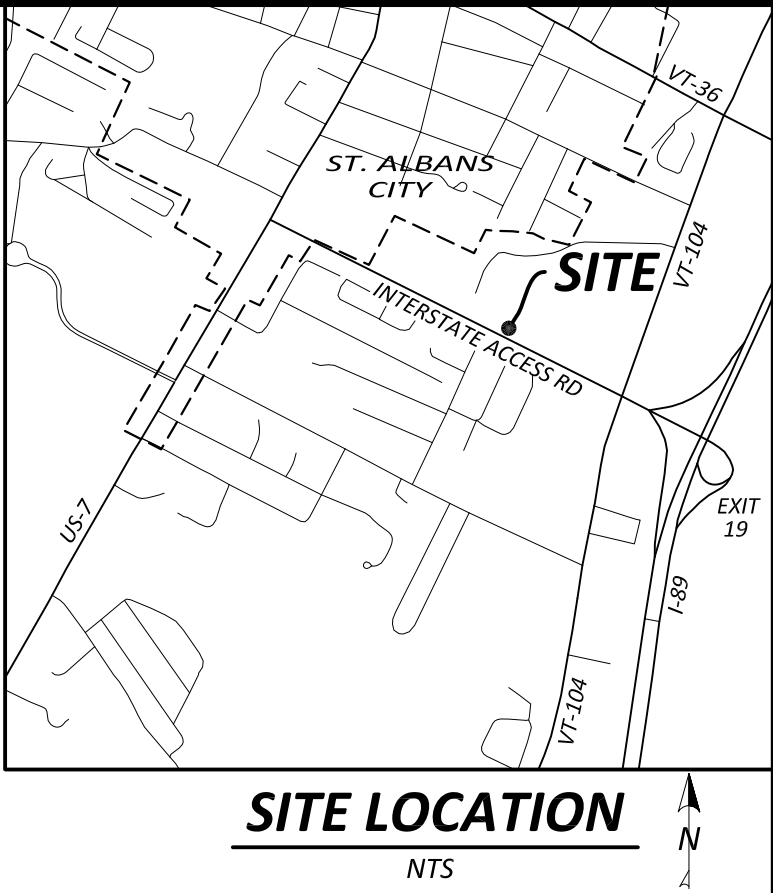 VT-36
ST. ALBANS
CITY
VT-104
SITE
INTERSTATE ACCESS RD
US-7
EXIT
19
I-89
VT-104
SITE LOCATION
NTS
N